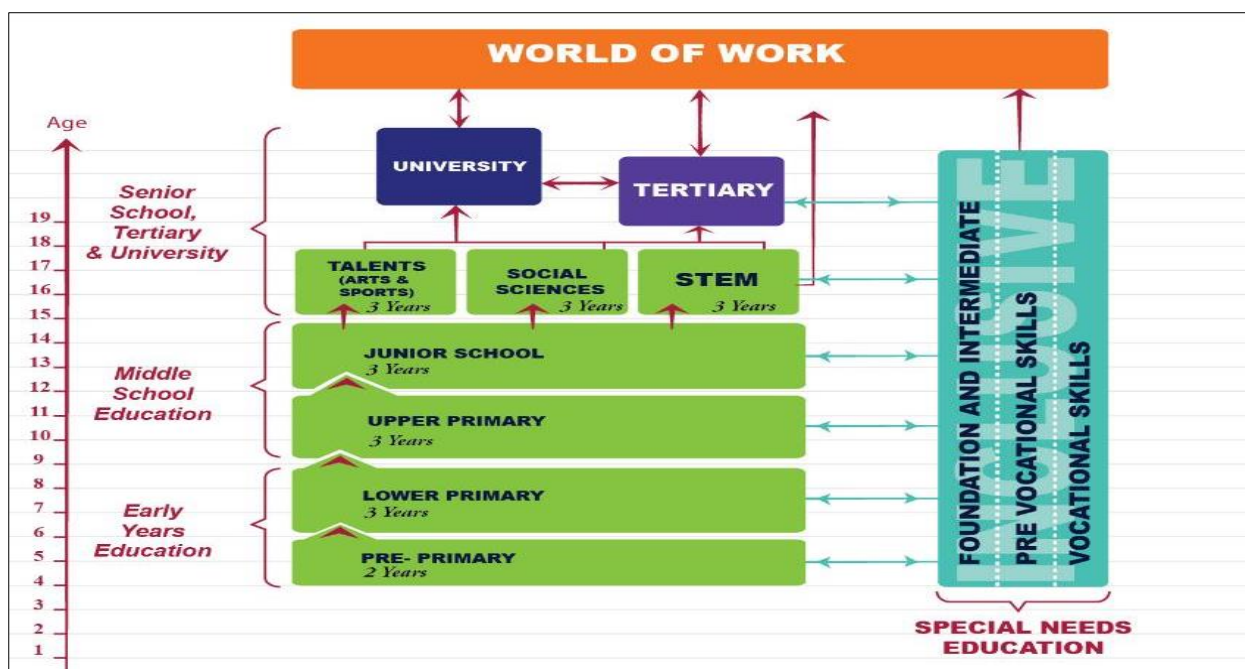 WORLD OF WORK
Age
UNIVERSITY
TERTIARY
Senior
School,
Tertiary
& University
19
18
17
16
15
14
13
12
11
10
9
8
7
6
5
4
3
2
1
TALENTS
(ARTS &
SPORTS)
3 Years
SOCIAL
SCIENCES
3 Years
STEM
3 Years
Middle
School
Education
JUNIOR SCHOOL
3 Years
UPPER PRIMARY
3 Years
Early
Years
Education
LOWER PRIMARY
3 Years
PRE- PRIMARY
2 Years
INCLUSIVE
FOUNDATION AND INTERMEDIATE
PRE VOCATIONAL SKILLS
VOCATIONAL SKILLS
SPECIAL NEEDS
EDUCATION